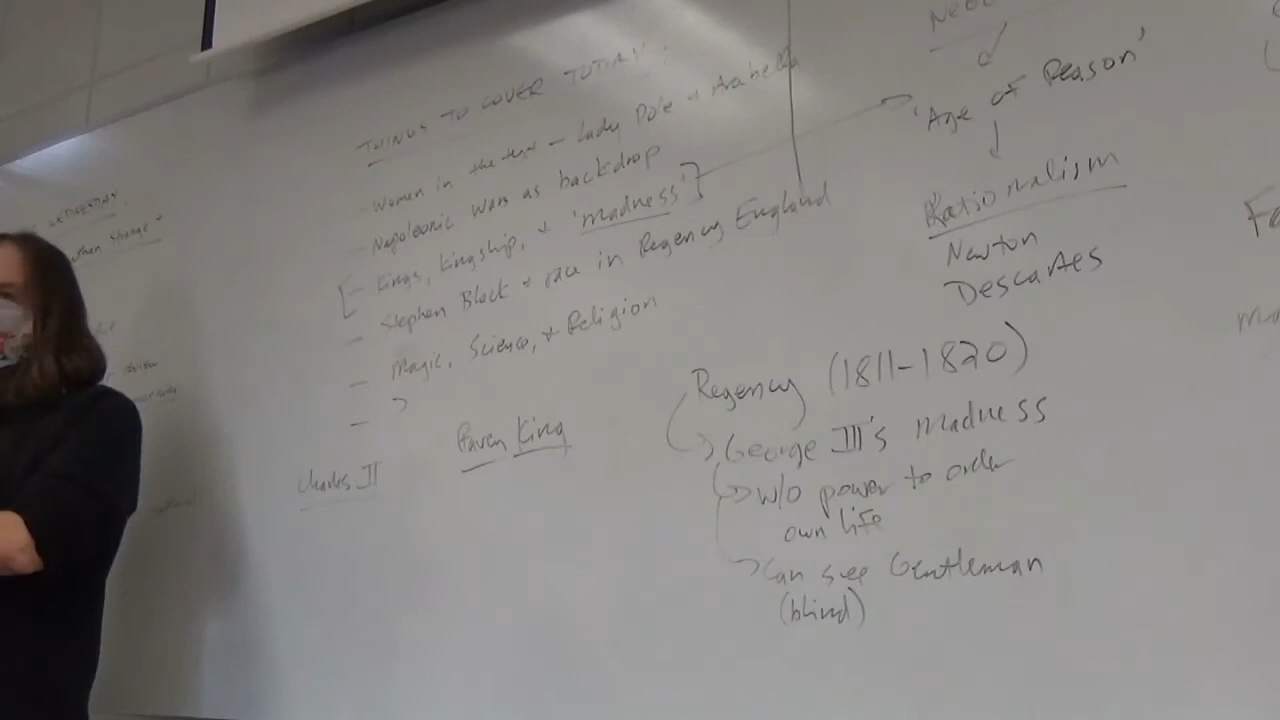 THINGS TO COVER TODAY:
- Women in the text - Lady Pole + Arabella
- Napoleonic Wars as backdrop
- Kings, Kingship, + 'madness'
- Stephen Black + race in Regency England
- Magic, Science, + Religion
- ?
Raven King
Charles II
'Age of Reason'
Rationalism
Newton
Descartes
Regency (1811-1820)
George III's Madness
w/o power to order
own life
Can see Gentleman
(blind)